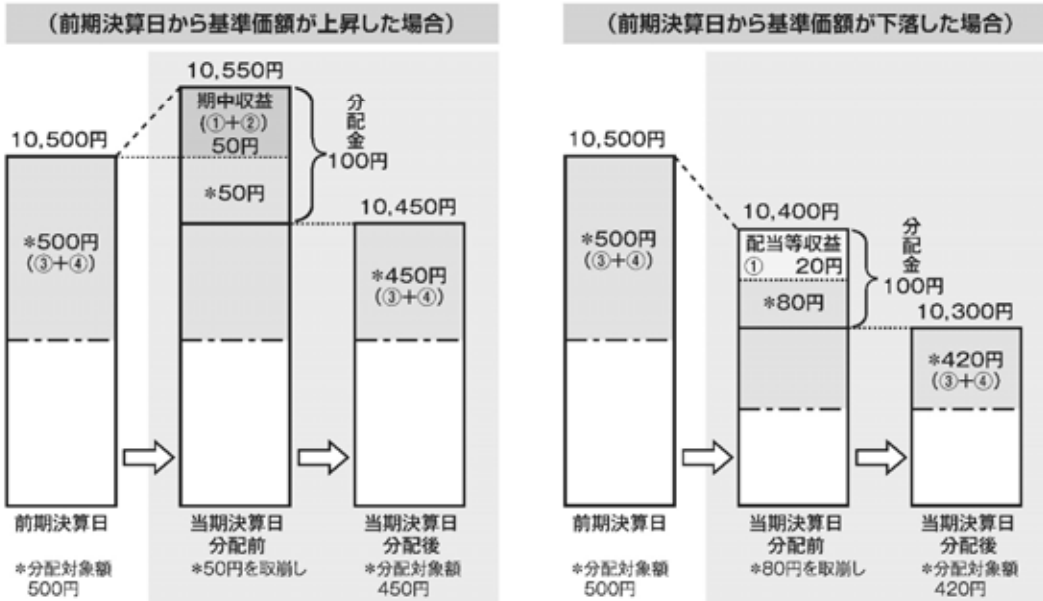 （前期決算日から基準価額が上昇した場合）
10,550円
期中収益
(①＋②)
50円
＊50円
分配金
100円
10,500円
＊500円
(③＋④)
10,450円
＊450円
(③＋④)
前期決算日
＊分配対象額
500円
当期決算日
分配前
＊50円を取崩し
当期決算日
分配後
＊分配対象額
450円
（前期決算日から基準価額が下落した場合）
10,500円
＊500円
(③＋④)
10,400円
配当等収益
① 20円
＊80円
分配金
100円
10,300円
＊420円
(③＋④)
前期決算日
＊分配対象額
500円
当期決算日
分配前
＊80円を取崩し
当期決算日
分配後
＊分配対象額
420円